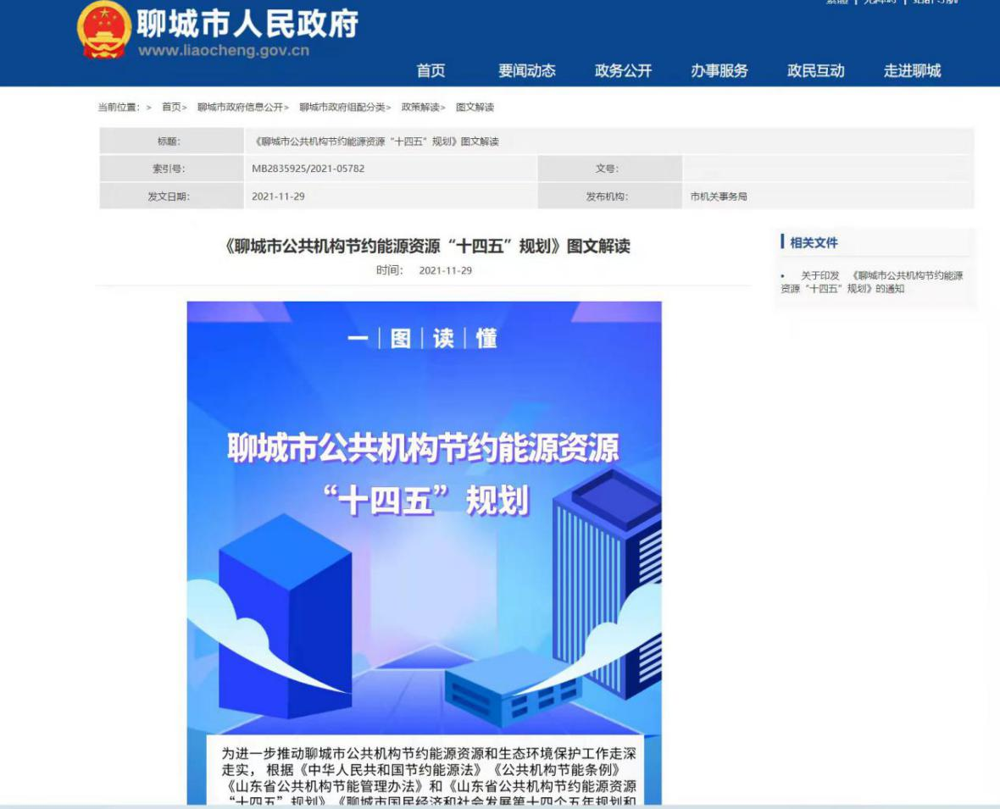 聊城市人民政府
www.liaocheng.gov.cn
首页 要闻动态 政务公开 办事服务 政民互动 走进聊城
当前位置： > 首页> 聊城市政府信息公开> 聊城市政府组配分类> 政策解读> 图文解读
标题： 《聊城市公共机构节约能源资源“十四五”规划》图文解读
索引号： MB2835925/2021-05782 文号：
发文日期： 2021-11-29 发布机构： 市机关事务局
《聊城市公共机构节约能源资源“十四五”规划》图文解读
时间： 2021-11-29
相关文件
• 关于印发 《聊城市公共机构节约能源
资源“十四五”规划》的通知
一|图|读|懂
聊城市公共机构节约能源资源
“十四五”规划
为进一步推动聊城市公共机构节约能源资源和生态环境保护工作走深
走实， 根据《中华人民共和国节约能源法》《公共机构节能条例》
《山东省公共机构节能管理办法》和《山东省公共机构节约能源资源
“十四五”规划》《聊城市国民经济和社会发展第十四个五年规划和